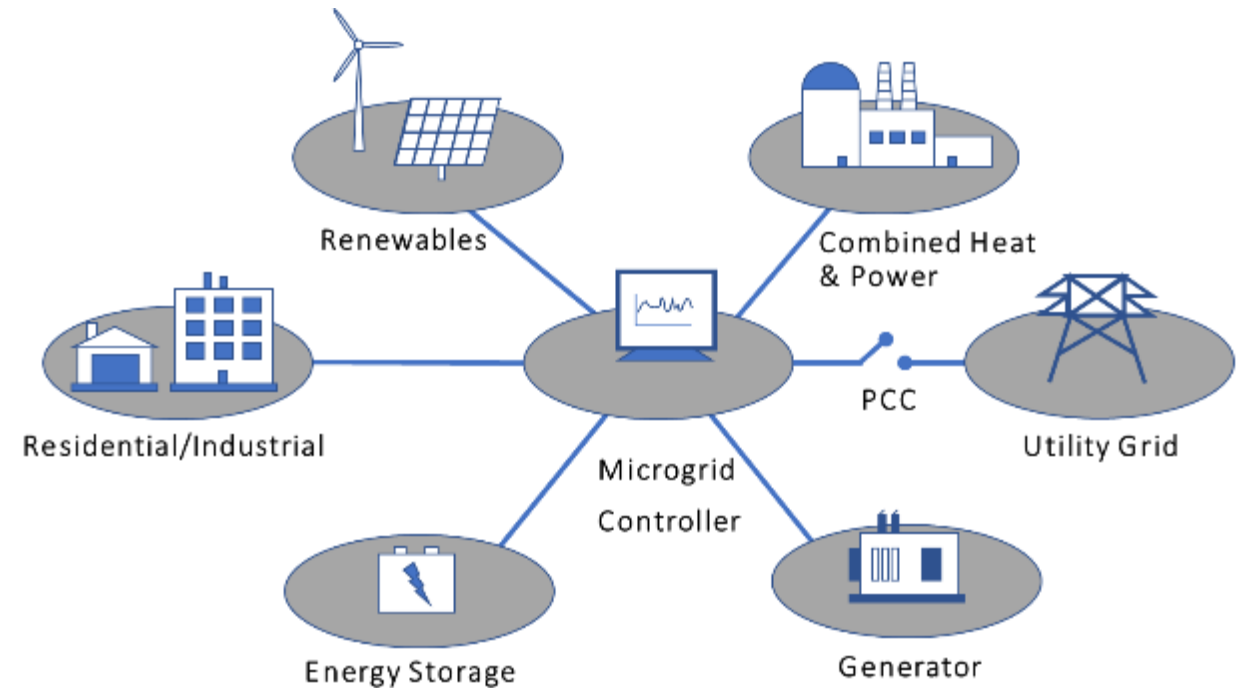 Renewables
Combined Heat
& Power
PCC
Residential/Industrial
Utility Grid
Microgrid
Controller
Energy Storage
Generator